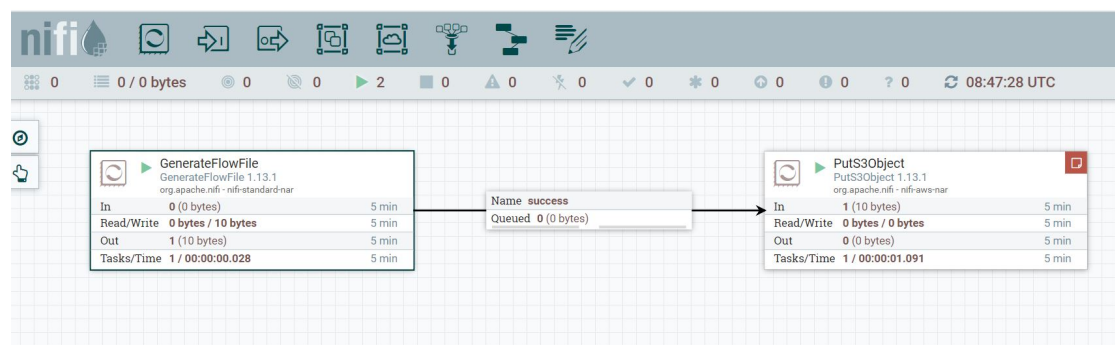 nifi
0 0 / 0 bytes 0 0 2 0 0 0 0 0 0 0 ? 0 08:47:28 UTC
GenerateFlowFile
GenerateFlowFile 1.13.1
org.apache.nifi - nifi-standard-nar
In 0 (0 bytes) 5 min
Read/Write 0 bytes / 10 bytes 5 min
Out 1 (10 bytes) 5 min
Tasks/Time 1 / 00:00:00.028 5 min
Name success
Queued 0 (0 bytes)
PutS3Object
PutS3Object 1.13.1
org.apache.nifi - nifi-aws-nar
In 1 (10 bytes) 5 min
Read/Write 0 bytes / 0 bytes 5 min
Out 0 (0 bytes) 5 min
Tasks/Time 1 / 00:00:01.091 5 min